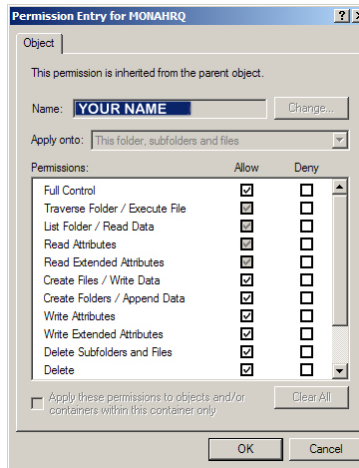 Permission Entry for MONAHRQ
Object
This permission is inherited from the parent object.
Name: YOUR NAME Change...
Apply onto: This folder, subfolders and files
Permissions: Allow Deny
Full Control
Traverse Folder / Execute File
List Folder / Read Data
Read Attributes
Read Extended Attributes
Create Files / Write Data
Create Folders / Append Data
Write Attributes
Write Extended Attributes
Delete Subfolders and Files
Delete
Apply these permissions to objects and/or Clear All
containers within this container only
OK Cancel